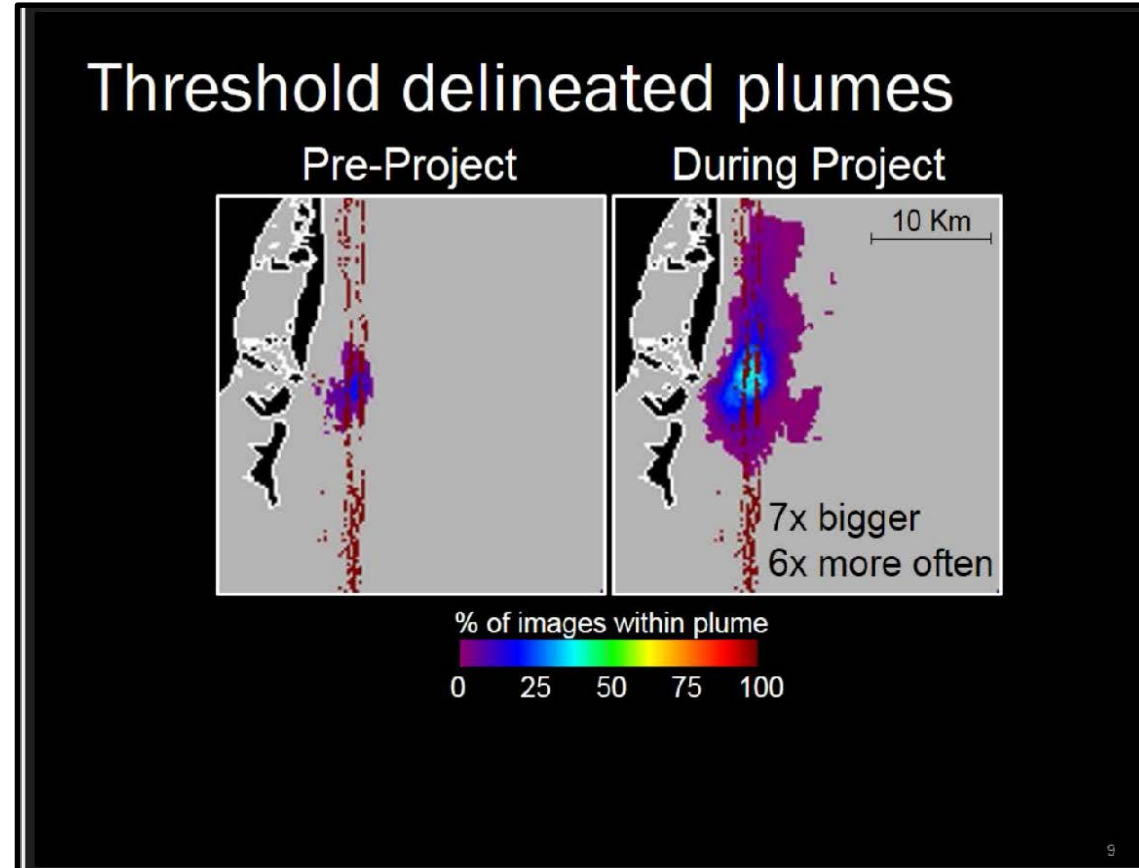 Threshold delineated plumes
Pre-Project
During Project
10 Km
7x bigger
6x more often
% of images within plume
0 25 50 75 100
9